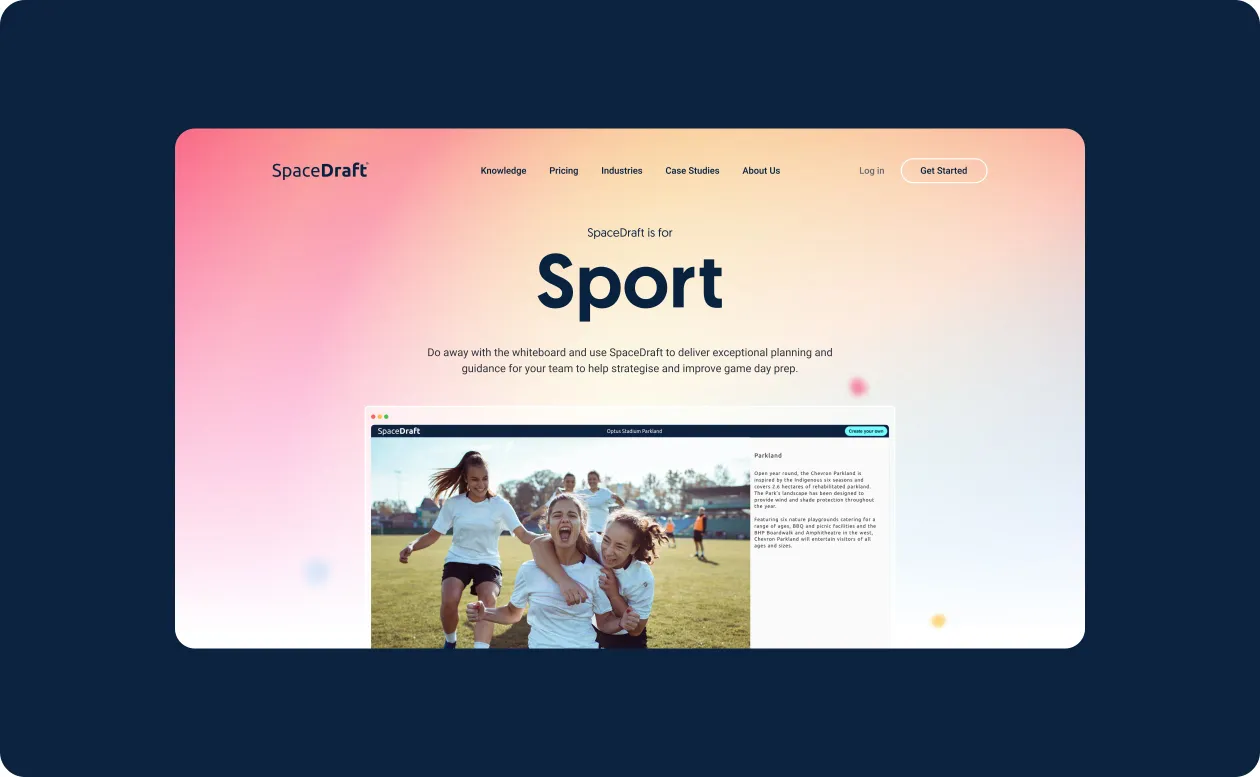 SpaceDraft
Knowledge Pricing Industries Case Studies About Us Log in Get Started
SpaceDraft is for
Sport
Do away with the whiteboard and use SpaceDraft to deliver exceptional planning and
guidance for your team to help strategise and improve game day prep.
SpaceDraft Optus Stadium Parkland Create your own
Parkland
Open year round, the Chevron Parkland is
inspired by the Indigenous six seasons and
covers 2.6 hectares of rehabilitated parkland.
The Park's landscape has been designed to
provide wind and shade protection throughout
the year.
Featuring six nature playgrounds catering for a
range of ages, BBQ and picnic facilities and the
BHP Boardwalk and Amphitheatre in the west,
Chevron Parkland will entertain visitors of all
ages and sizes.